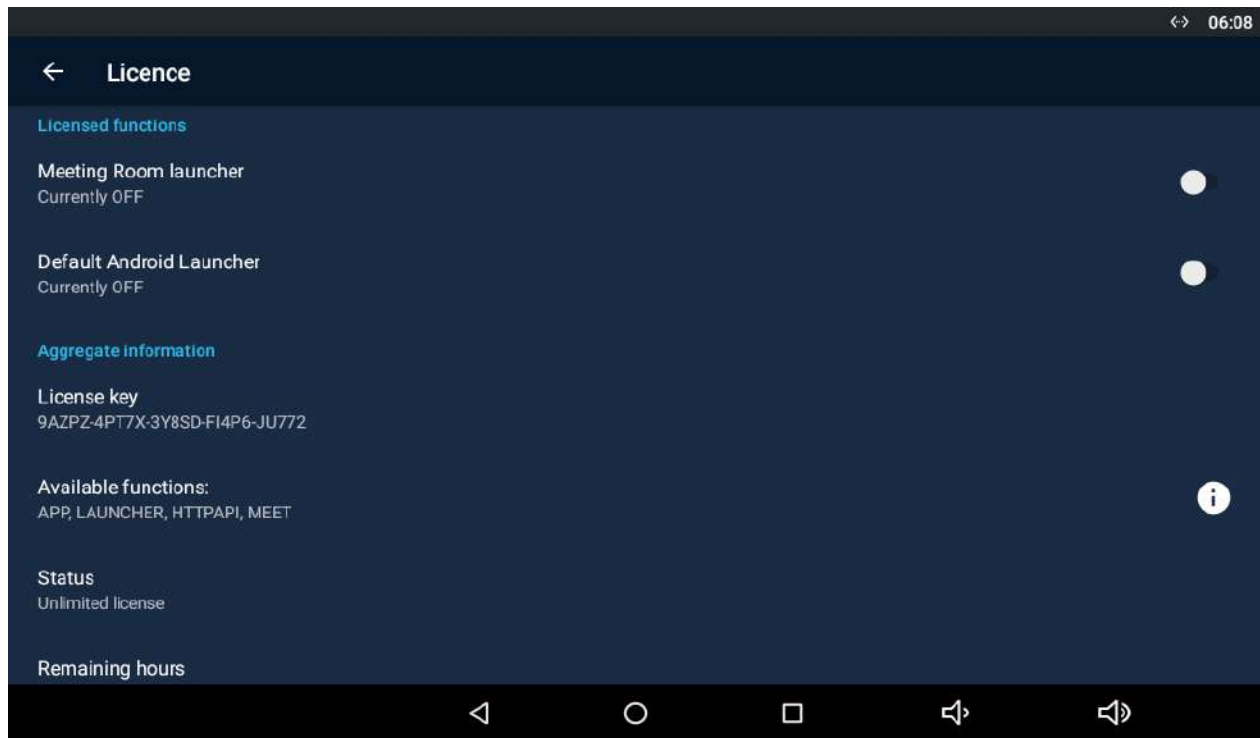 06:08
Licence
Licensed functions
Meeting Room launcher
Currently OFF
Default Android Launcher
Currently OFF
Aggregate information
License key
9AZPZ-4PT7X-3Y8SD-FI4P6-JU772
Available functions:
APP, LAUNCHER, HTTPAPI, MEET
Status
Unlimited license
Remaining hours